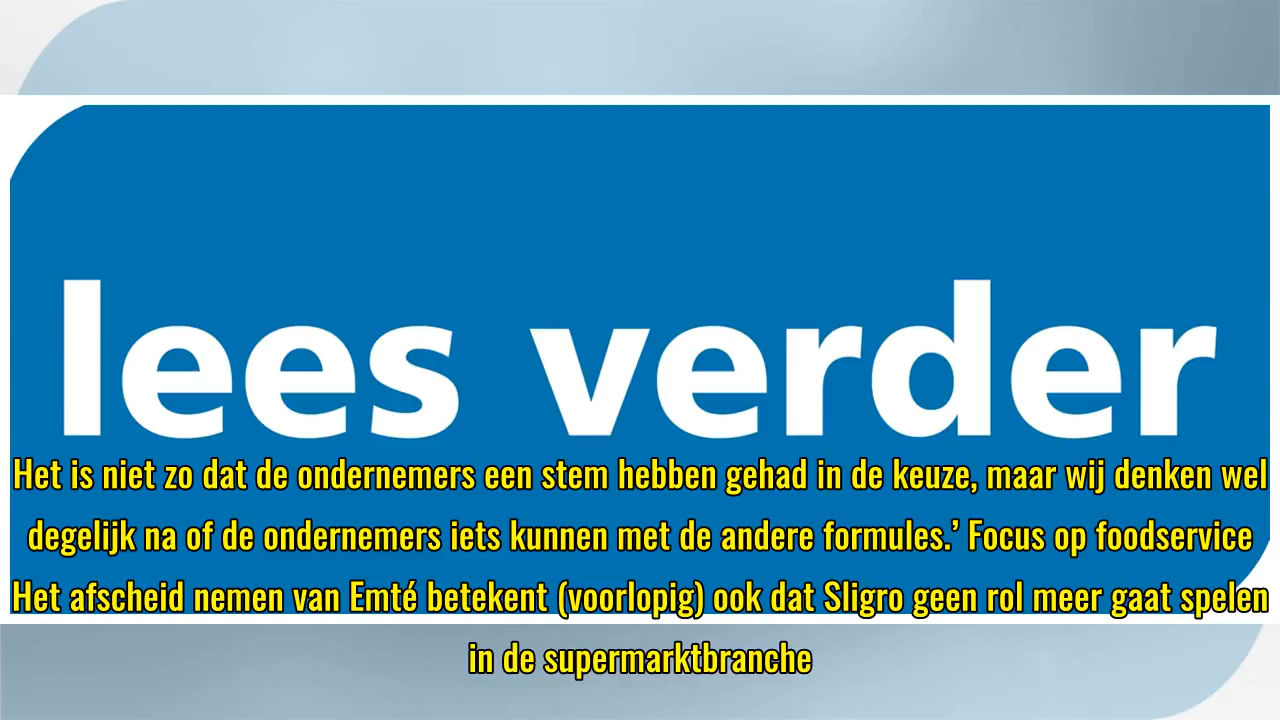 lees verder
Het is niet zo dat de ondernemers een stem hebben gehad in de keuze, maar wij denken wel
degelijk na of de ondernemers iets kunnen met de andere formules.’ Focus op foodservice
Het afscheid nemen van Emté betekent (voorlopig) ook dat Sligro geen rol meer gaat spelen
in de supermarktbranche